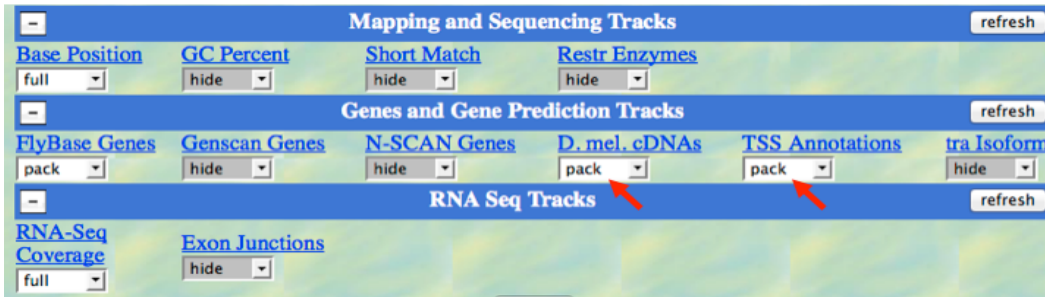 - Mapping and Sequencing Tracks refresh
Base Position GC Percent Short Match Restr Enzymes
full hide hide hide
- Genes and Gene Prediction Tracks refresh
FlyBase Genes Genscan Genes N-SCAN Genes D. mel. cDNAs TSS Annotations tra Isoform
pack hide hide pack pack hide
- RNA Seq Tracks refresh
RNA-Seq
Coverage Exon Junctions
full hide